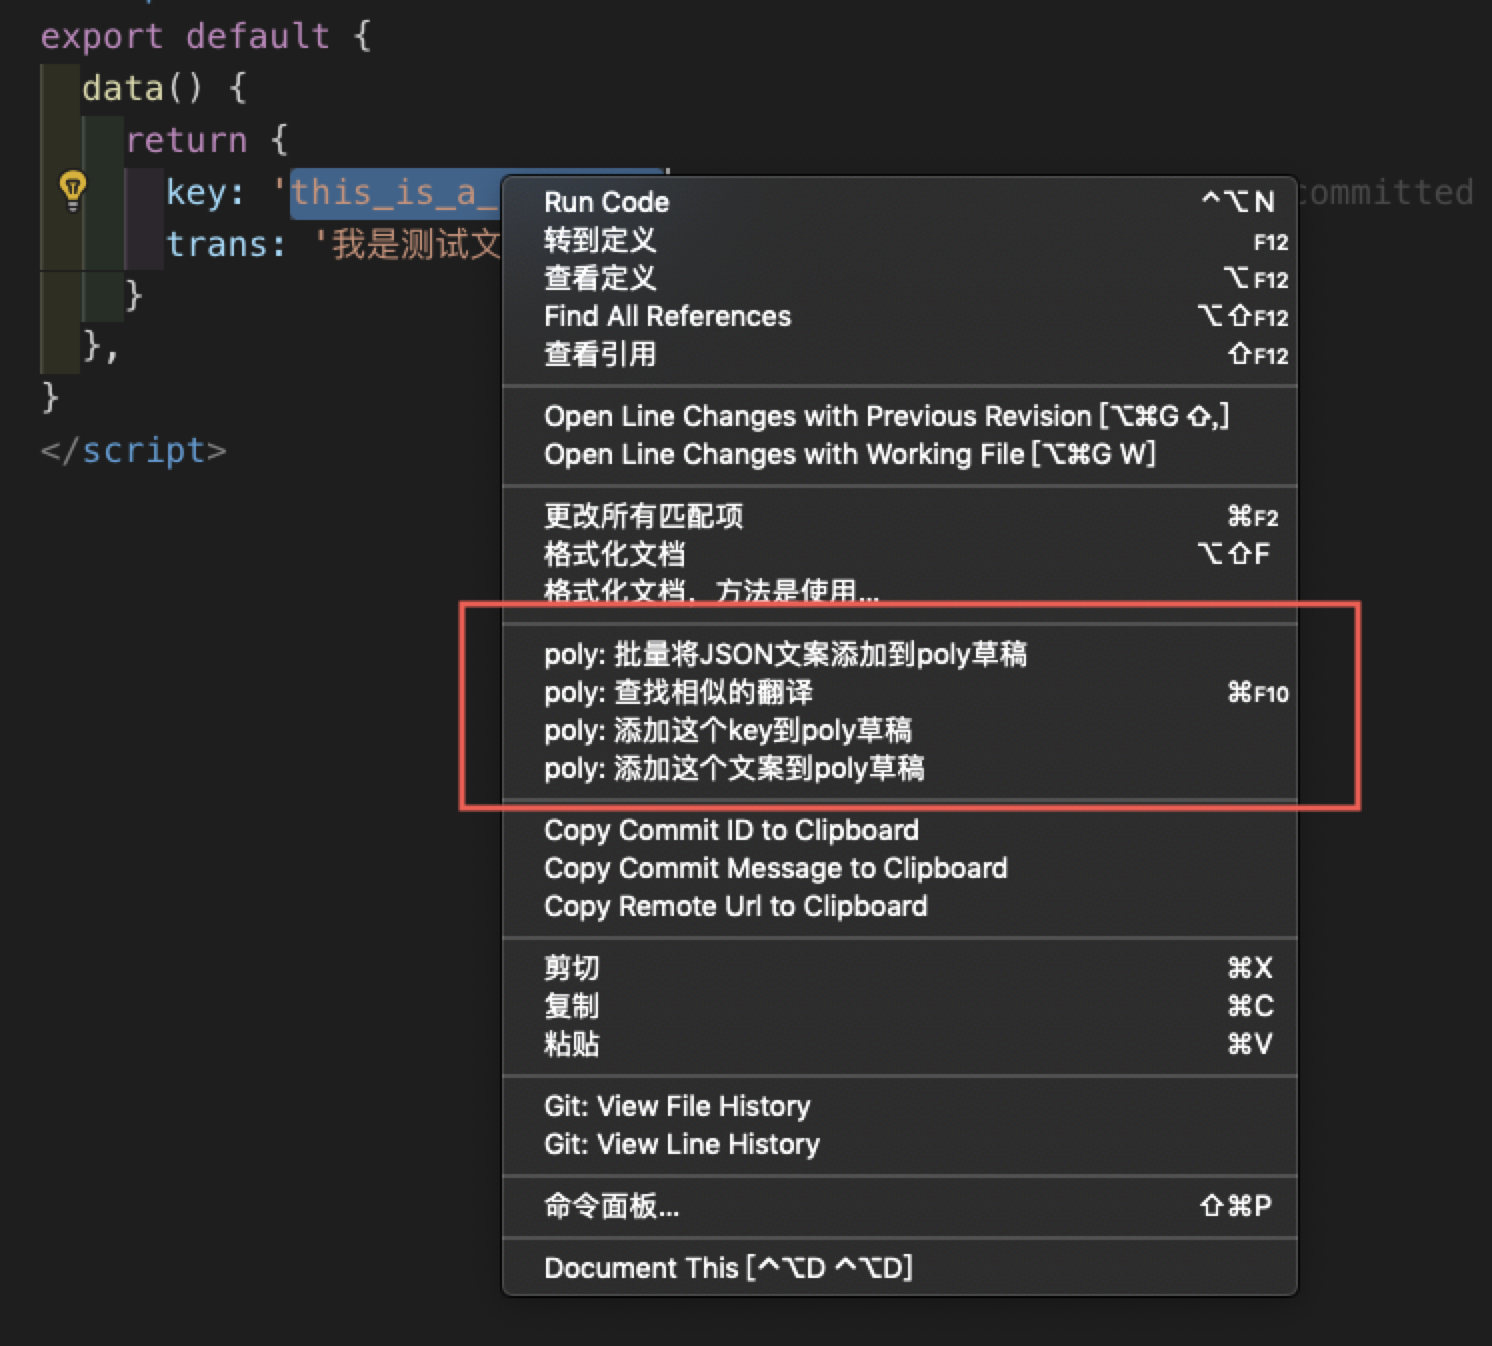 export default {
data() {
return {
key: 'this_is_a_
committed
trans: '我是测试文
}
},
}
</script>
Run Code ^⌥N
转到定义 F12
查看定义 ⌥F12
Find All References ⌥⇧F12
查看引用 ⇧F12
Open Line Changes with Previous Revision [⌥⌘G ⇧,]
Open Line Changes with Working File [⌥⌘G W]
更改所有匹配项 ⌘F2
格式化文档 ⌥⇧F
格式化文档，方法是使用...
poly: 批量将JSON文案添加到poly草稿
poly: 查找相似的翻译 ⌘F10
poly: 添加这个key到poly草稿
poly: 添加这个文案到poly草稿
Copy Commit ID to Clipboard
Copy Commit Message to Clipboard
Copy Remote Url to Clipboard
剪切 ⌘X
复制 ⌘C
粘贴 ⌘V
Git: View File History
Git: View Line History
命令面板... ⇧⌘P
Document This [^⌥D ^⌥D]